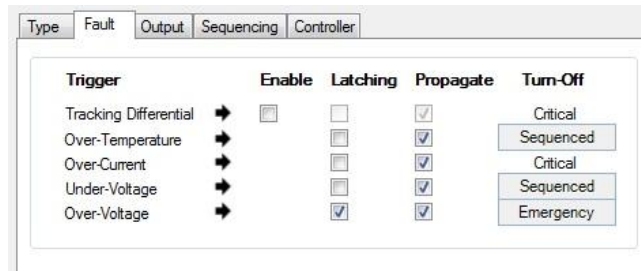 Type Fault Output Sequencing Controller
Trigger Enable Latching Propagate Turn-Off
Tracking Differential Critical
Over-Temperature Sequenced
Over-Current Critical
Under-Voltage Sequenced
Over-Voltage Emergency